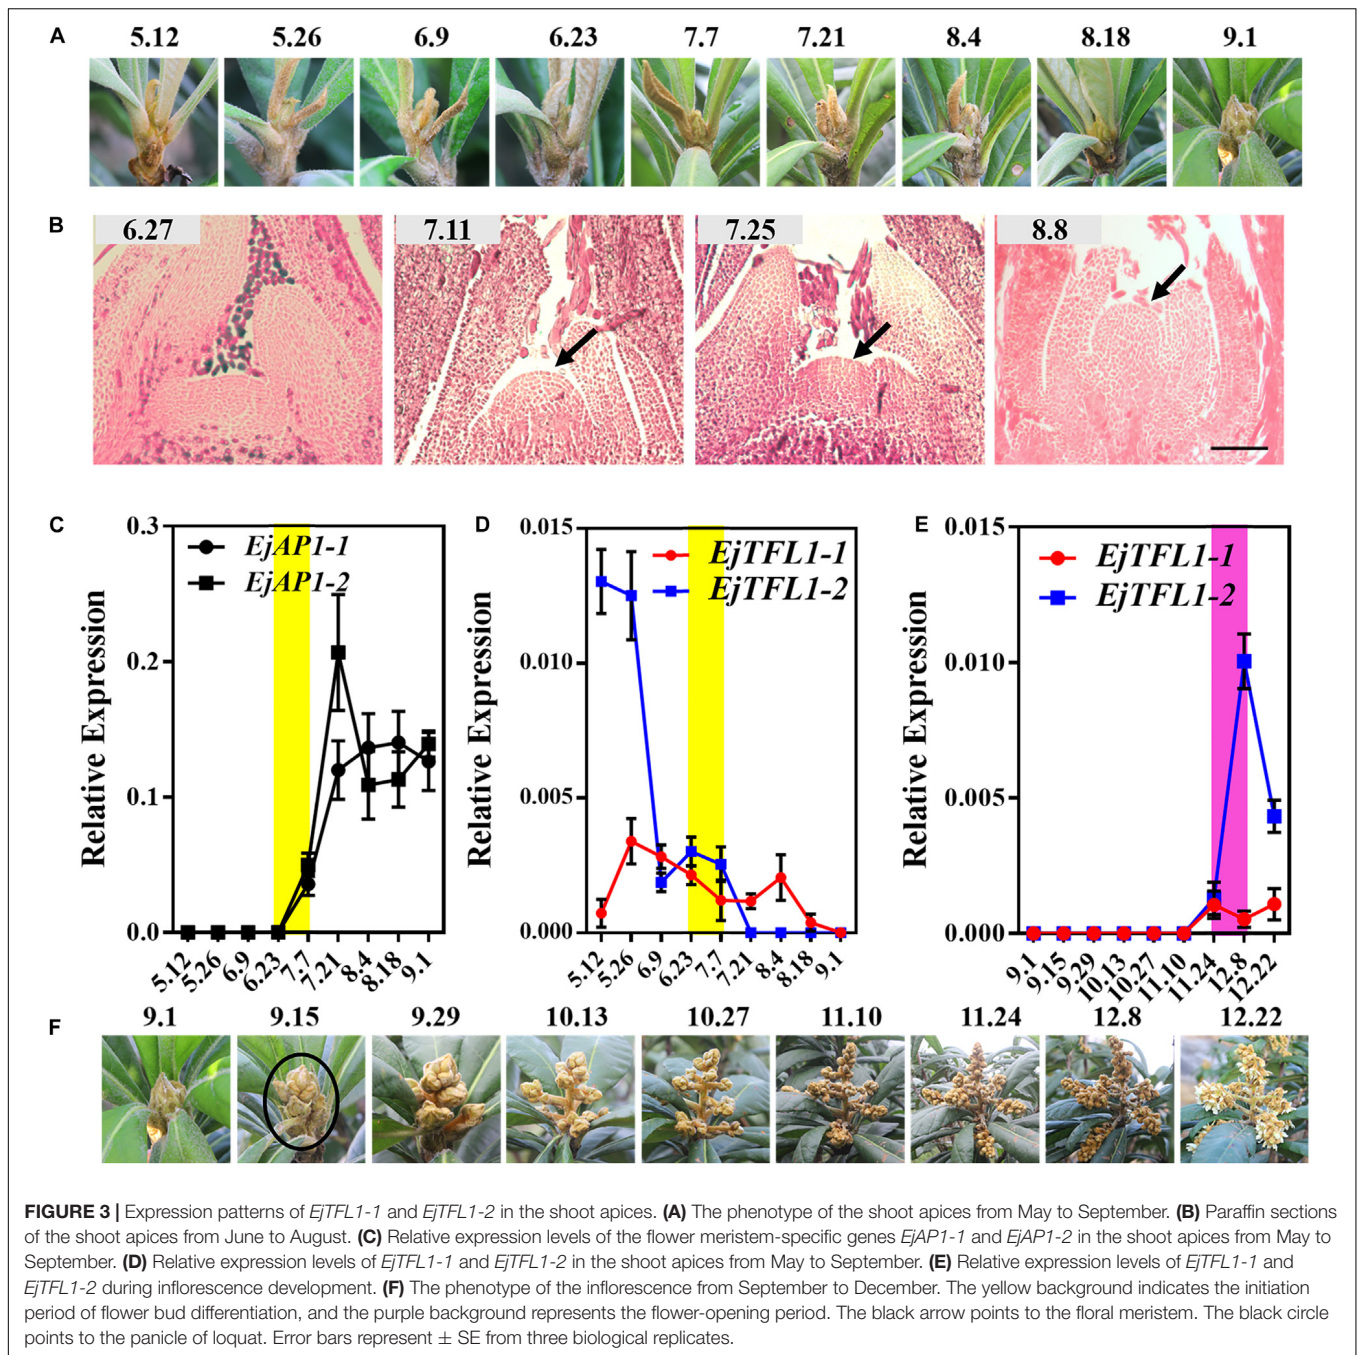 A 5.12 5.26 6.9 6.23 7.7 7.21 8.4 8.18 9.1
B 6.27 7.11 7.25 8.8
C
0.3
0.2
0.1
0.0
Relative Expression
EjAP1-1
EjAP1-2
5.12 5.26 6.9 6.23 7.7 7.21 8.4 8.18 9.1
D
0.015
0.010
0.005
0.000
Relative Expression
EjTFL1-1
EjTFL1-2
5.12 5.26 6.9 6.23 7.7 7.21 8.4 8.18 9.1
E
0.015
0.010
0.005
0.000
Relative Expression
EjTFL1-1
EjTFL1-2
9.1 9.15 9.29 10.13 10.27 11.10 11.24 12.8 12.22
F 9.1 9.15 9.29 10.13 10.27 11.10 11.24 12.8 12.22
FIGURE 3 | Expression patterns of EjTFL1-1 and EjTFL1-2 in the shoot apices. (A) The phenotype of the shoot apices from May to September. (B) Paraffin sections
of the shoot apices from June to August. (C) Relative expression levels of the flower meristem-specific genes EjAP1-1 and EjAP1-2 in the shoot apices from May to
September. (D) Relative expression levels of EjTFL1-1 and EjTFL1-2 in the shoot apices from May to September. (E) Relative expression levels of EjTFL1-1 and
EjTFL1-2 during inflorescence development. (F) The phenotype of the inflorescence from September to December. The yellow background indicates the initiation
period of flower bud differentiation, and the purple background represents the flower-opening period. The black arrow points to the floral meristem. The black circle
points to the panicle of loquat. Error bars represent ± SE from three biological replicates.